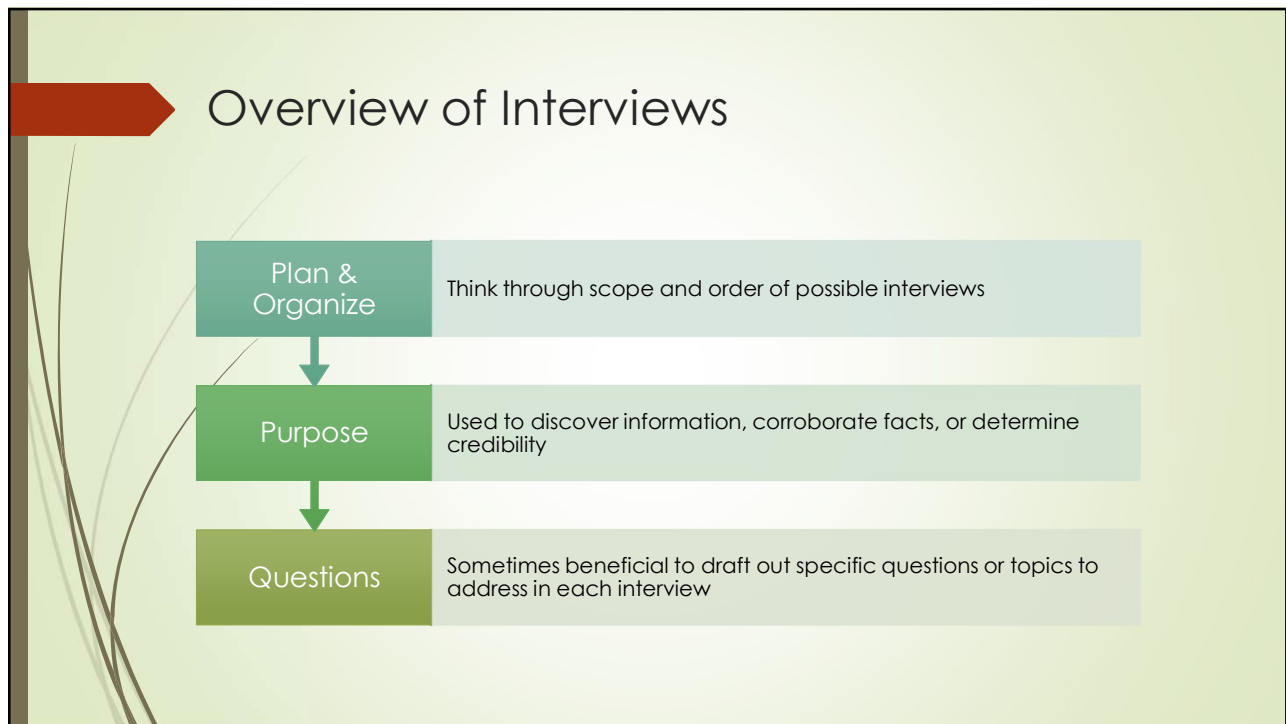 Overview of Interviews
Plan &
Organize
Think through scope and order of possible interviews
Purpose
Used to discover information, corroborate facts, or determine
credibility
Questions
Sometimes beneficial to draft out specific questions or topics to
address in each interview